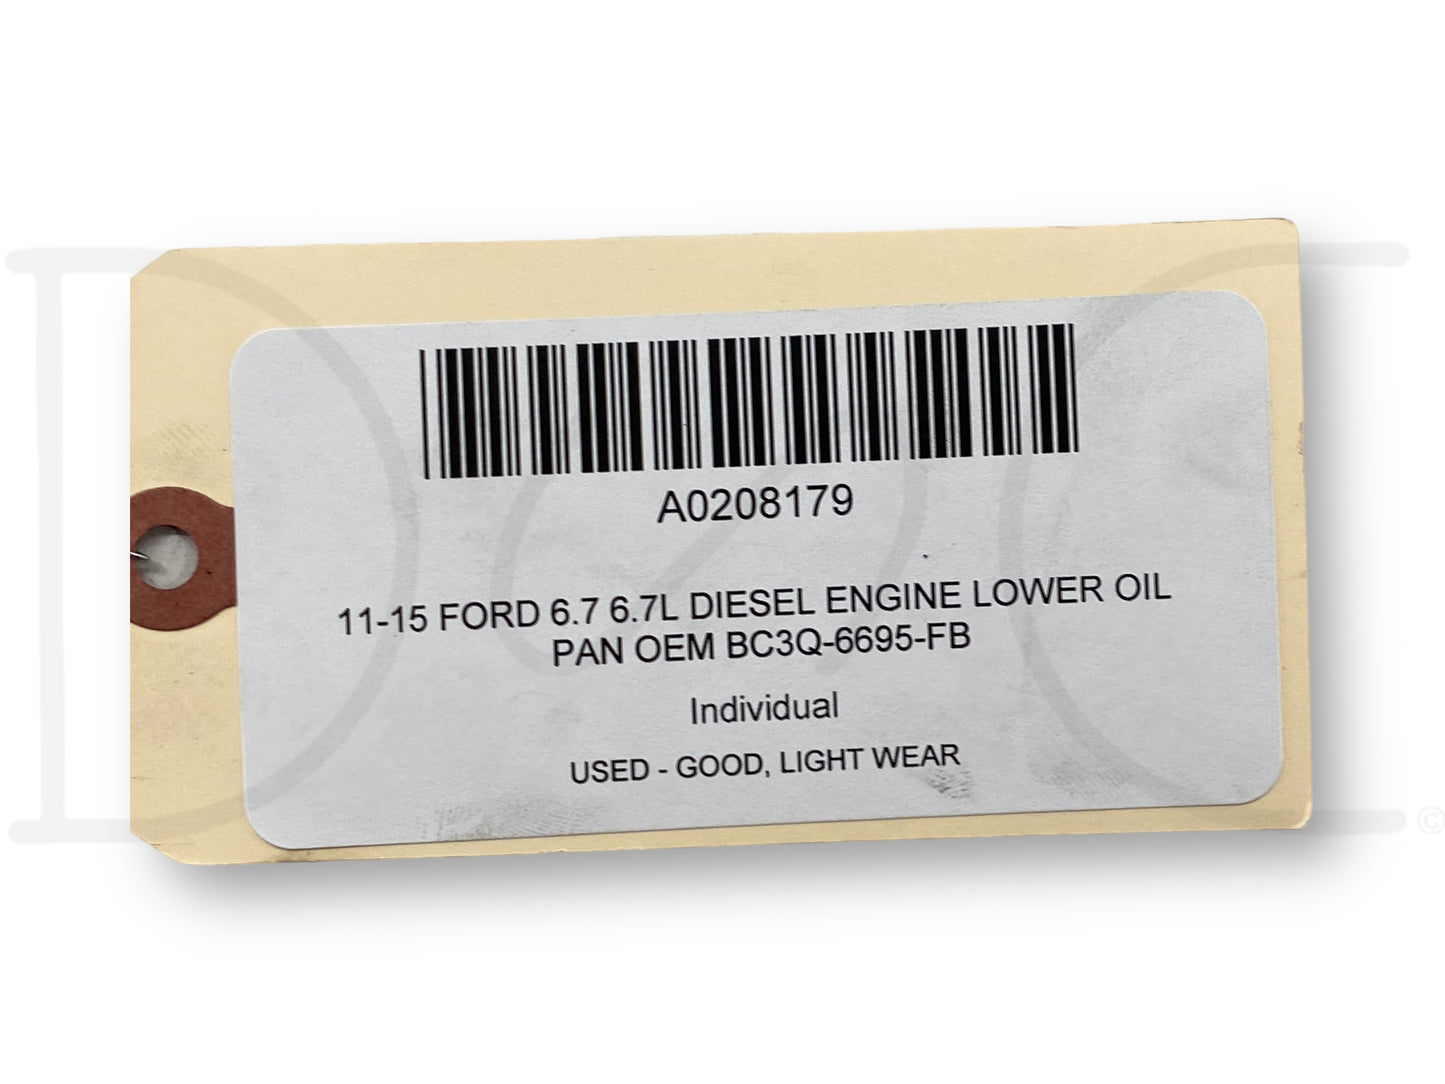 A0208179
11-15 FORD 6.7 6.7L DIESEL ENGINE LOWER OIL
PAN OEM BC3Q-6695-FB
Individual
USED - GOOD, LIGHT WEAR